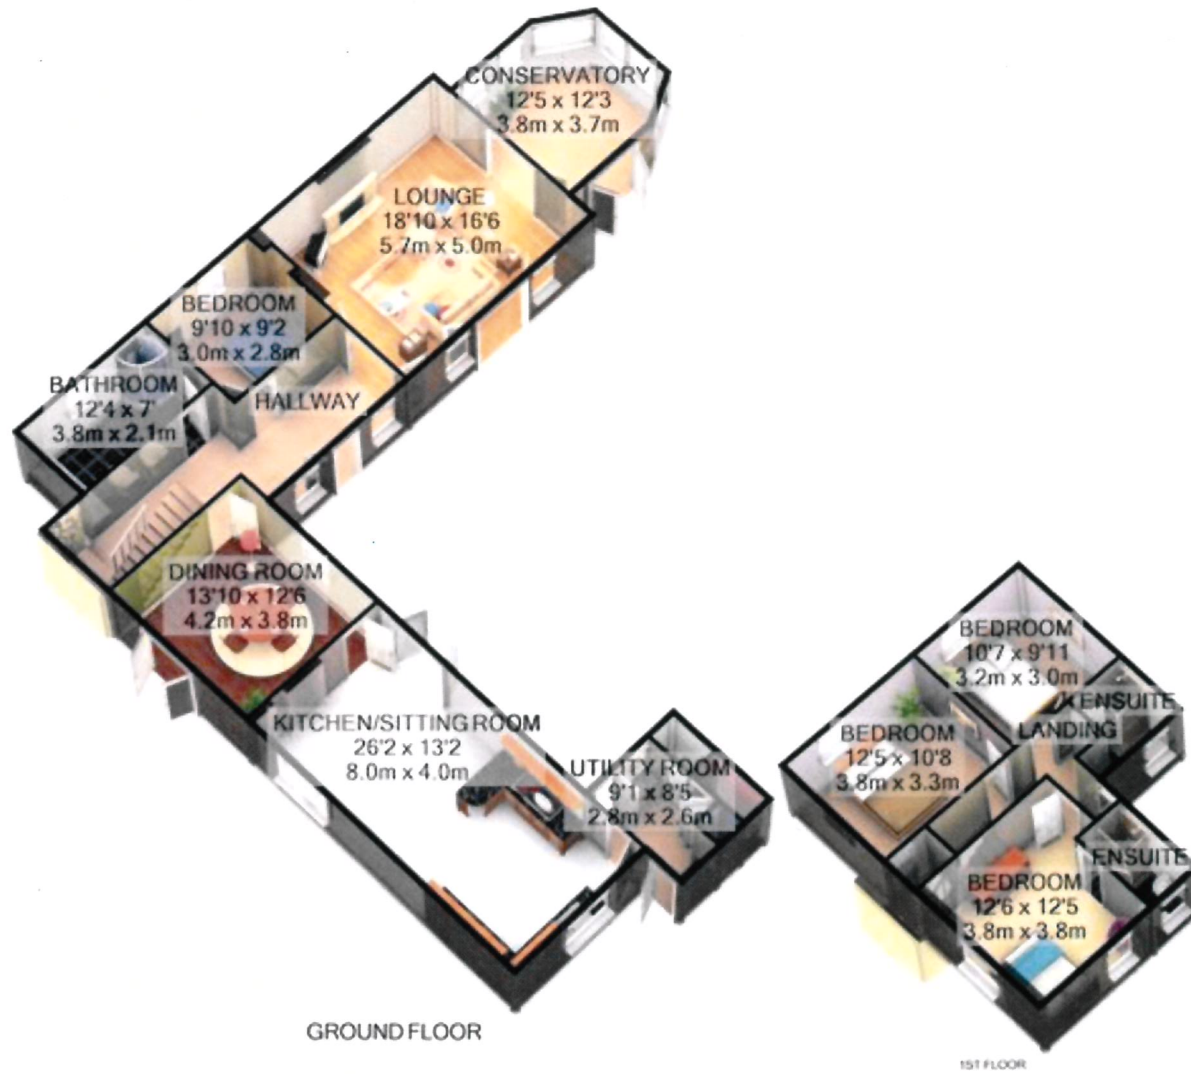 CONSERVATORY
12'5 x 12'3
3.8m x 3.7m
LOUNGE
18'10 x 16'6
5.7m x 5.0m
BEDROOM
9'10 x 9'2
3.0m x 2.8m
BATHROOM
12'4 x 7'
3.8m x 2.1m
HALLWAY
DINING ROOM
13'10 x 12'6
4.2m x 3.8m
KITCHEN/SITTING ROOM
26'2 x 13'2
8.0m x 4.0m
UTILITY ROOM
9'1 x 8'5
2.8m x 2.6m
GROUND FLOOR
BEDROOM
10'7 x 9'11
3.2m x 3.0m
ENSUITE
LANDING
BEDROOM
12'5 x 10'8
3.8m x 3.3m
ENSUITE
BEDROOM
12'6 x 12'5
3.8m x 3.8m
1ST FLOOR